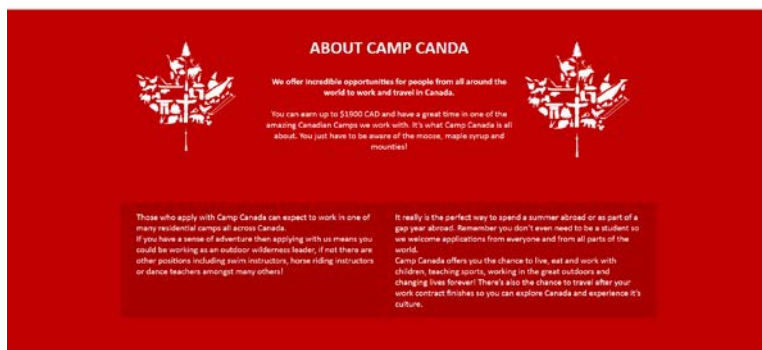 ABOUT CAMP CANDA
We offer incredible opportunities for people from all around the
world to work and travel in Canada.
You can earn up to $1900 CAD and have a great time in one of the
amazing Canadian Camps we work with. It's what Camp Canada is all
about. You just have to be aware of the moose, maple syrup and
mounties!
Those who apply with Camp Canada can expect to work in one of
many residential camps all across Canada.
If you have a sense of adventure then applying with us means you
could be working as an outdoor wilderness leader, if not there are
other positions including swim instructors, horse riding instructors
or dance teachers amongst many others!
It really is the perfect way to spend a summer abroad or as part of a
gap year abroad. Remember you don't even need to be a student so
we welcome applications from everyone and from all parts of the
world.
Camp Canada offers you the chance to live, eat and work with
children, teaching sports, working in the great outdoors and
changing lives forever! There's also the chance to travel after your
work contract finishes so you can explore Canada and experience it's
culture.